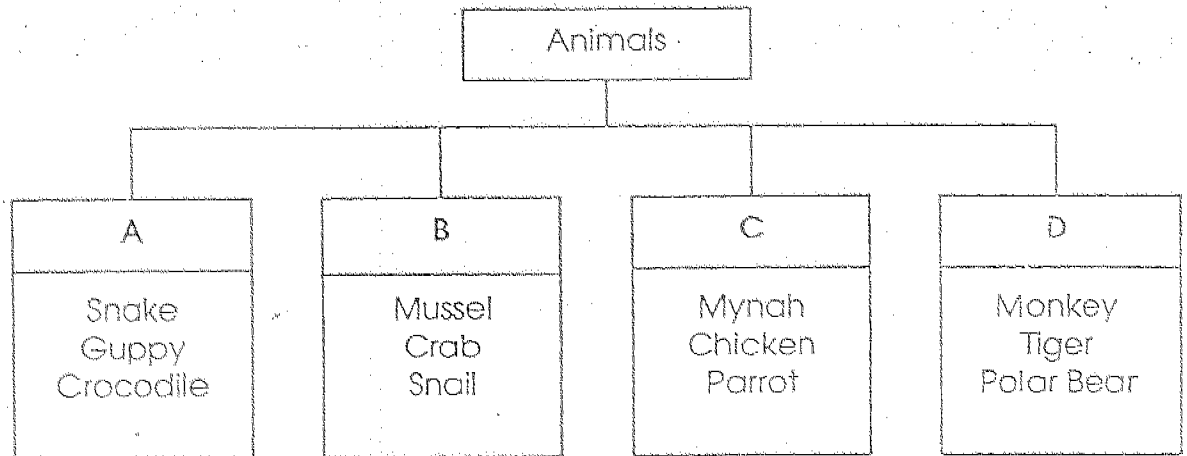 Animals
A
Snake
Guppy
Crocodile
B
Mussel
Crab
Snail
C
Mynah
Chicken
Parrot
D
Monkey
Tiger
Polar Bear